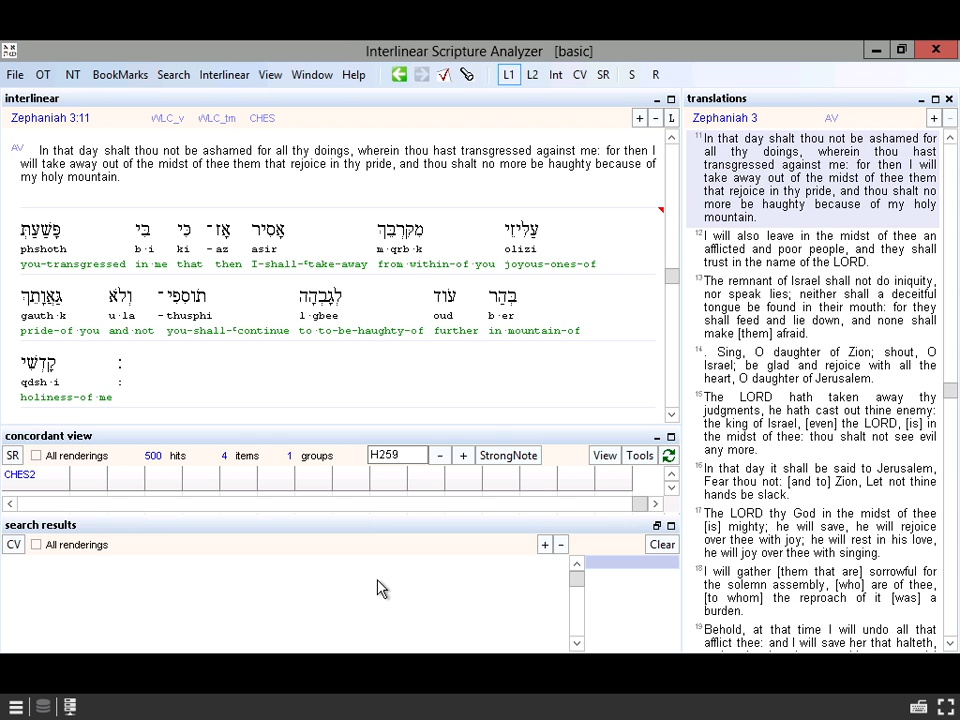 Interlinear Scripture Analyzer [basic]
File OT NT BookMarks Search Interlinear View Window Help L1 L2 Int CV SR S R
interlinear
Zephaniah 3:11 WLC_v WLC_tm CHES + - L
AV In that day shalt thou not be ashamed for all thy doings, wherein thou hast transgressed against me: for then I
will take away out of the midst of thee them that rejoice in thy pride, and thou shalt no more be haughty because of
my holy mountain.
פָּשַׁעַתְּ בִּי כִּי אָז־ אָסִיר מִקִּרְבֵּךְ עַלִּיזֵי
phshoth b·i ki -az asir m·qrb·k olizi
you-transgressed in·me that then I-shall-ᶜtake-away from·within-of·you joyous-ones-of
גַּאֲוָתֵךְ וְלֹא תוֹסִפִי־ לְגָבְהָה עוֹד בְּהַר
gauth·k u·la -thusphi l·gbee oud b·er
pride-of·you and·not you-shall-ᶜcontinue to·to-be-haughty-of further in·mountain-of
קָדְשִׁי :
qdsh·i :
holiness-of·me
concordant view
SR All renderings 500 hits 4 items 1 groups H259 - + StrongNote View Tools
CHES2
search results
CV All renderings + - Clear
translations
Zephaniah 3 AV + -
11 In that day shalt thou not be ashamed for
all thy doings, wherein thou hast
transgressed against me: for then I will
take away out of the midst of thee them
that rejoice in thy pride, and thou shalt no
more be haughty because of my holy
mountain.
12 I will also leave in the midst of thee an
afflicted and poor people, and they shall
trust in the name of the LORD.
13 The remnant of Israel shall not do iniquity,
nor speak lies; neither shall a deceitful
tongue be found in their mouth: for they
shall feed and lie down, and none shall
make [them] afraid.
14 . Sing, O daughter of Zion; shout, O
Israel; be glad and rejoice with all the
heart, O daughter of Jerusalem.
15 The LORD hath taken away thy
judgments, he hath cast out thine enemy:
the king of Israel, [even] the LORD, [is] in
the midst of thee: thou shalt not see evil
any more.
16 In that day it shall be said to Jerusalem,
Fear thou not: [and to] Zion, Let not thine
hands be slack.
17 The LORD thy God in the midst of thee
[is] mighty; he will save, he will rejoice
over thee with joy; he will rest in his love,
he will joy over thee with singing.
18 I will gather [them that are] sorrowful for
the solemn assembly, [who] are of thee,
[to whom] the reproach of it [was] a
burden.
19 Behold, at that time I will undo all that
afflict thee: and I will save her that halteth,